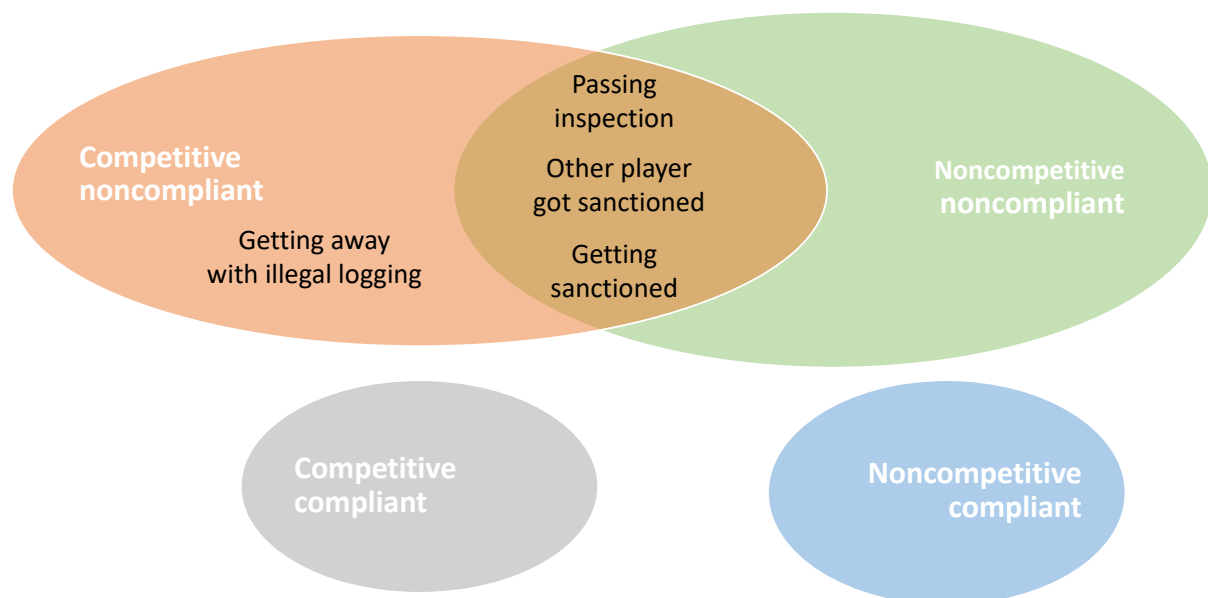 Passing
inspection
Competitive
noncompliant
Other player
got sanctioned
Noncompetitive
noncompliant
Getting away
with illegal logging
Getting
sanctioned
Competitive
compliant
Noncompetitive
compliant